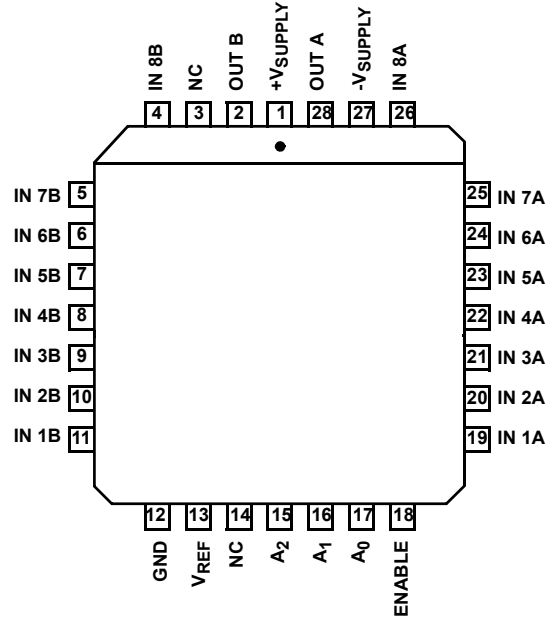 IN 8B
NC
OUT B
+VSUPPLY
OUT A
-VSUPPLY
IN 8A
4
3
2
1
28
27
26
IN 7B 5
25 IN 7A
IN 6B 6
24 IN 6A
IN 5B 7
23 IN 5A
IN 4B 8
22 IN 4A
IN 3B 9
21 IN 3A
IN 2B 10
20 IN 2A
IN 1B 11
19 IN 1A
12
13
14
15
16
17
18
GND
VREF
NC
A2
A1
A0
ENABLE